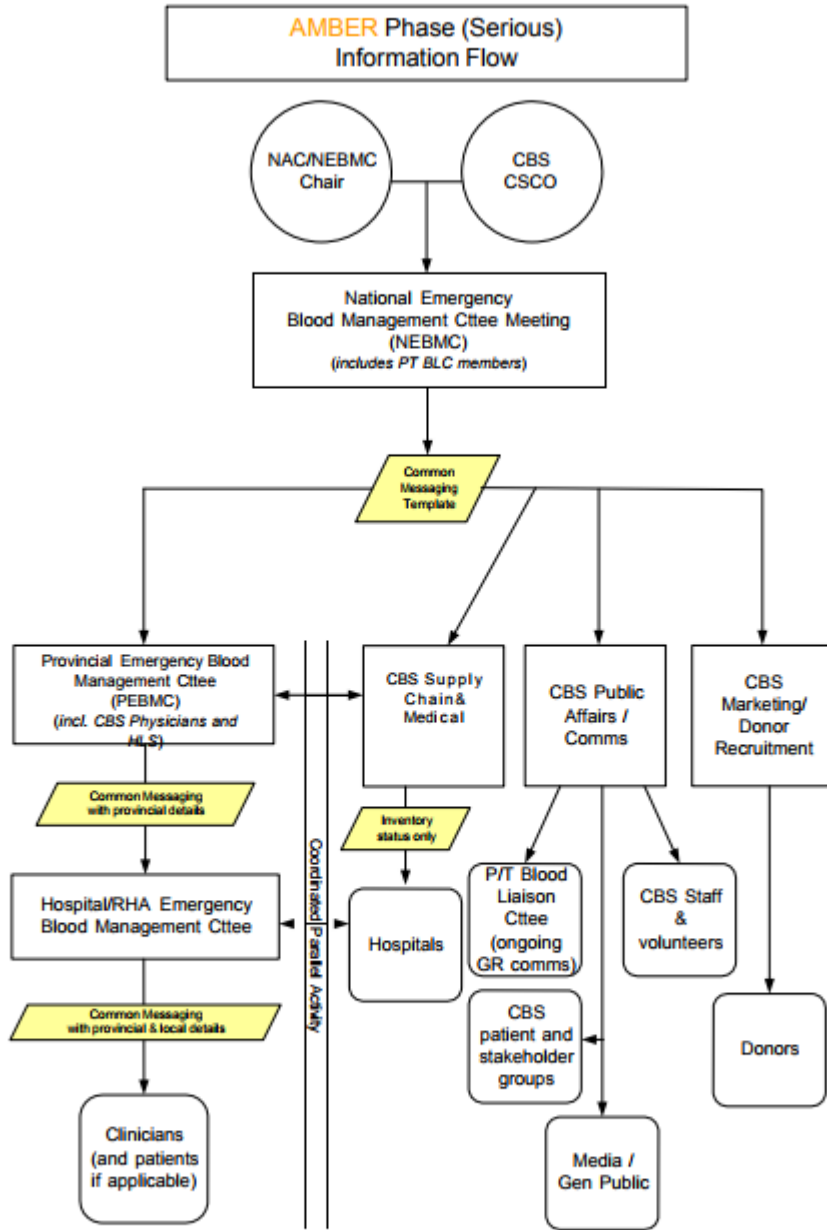 AMBER Phase (Serious)
Information Flow
NAC/NEBMC
Chair
CBS
CSCO
National Emergency
Blood Management Cttee Meeting
(NEBMC)
(includes PT BLC members)
Common
Messaging
Template
Provincial Emergency Blood
Management Cttee
(PEBMC)
(incl. CBS Physicians and
HLS)
CBS Supply
Chain&
Medical
CBS Public
Affairs /
Comms
CBS
Marketing/
Donor
Recruitment
Common Messaging
with provincial details
Inventory
status only
Coordinated Parallel Activity
Hospital/RHA Emergency
Blood Management Cttee
Hospitals
P/T Blood
Liaison
Cttee
(ongoing
GR comms)
CBS Staff
&
volunteers
Common Messaging
with provincial & local details
CBS
patient and
stakeholder
groups
Donors
Clinicians
(and patients
if applicable)
Media /
Gen Public